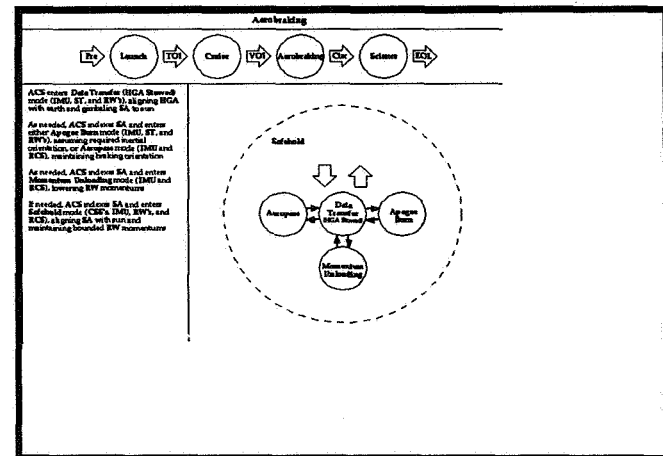 Aerobraking
Pre Launch TOI Cruise VOI Aerobraking Circ Science EOL
ACS enters Data Transfer (HGA Stowed)
mode (IMU, ST, and RW's), aligning HGA
with earth and gimbaling SA to sun
As needed, ACS indexes SA and enters
either Apogee Burn mode (IMU, ST, and
RW's), assuming required inertial
orientation, or Aeropass mode (IMU and
RCS), maintaining braking orientation
As needed, ACS indexes SA and enters
Momentum Unloading mode (IMU and
RCS), lowering RW momentums
If needed, ACS indexes SA and enters
Safehold mode (CSS's, IMU, RW's, and
RCS), aligning SA with sun and
maintaining bounded RW momentums
Safehold
Aeropass
Data
Transfer
(HGA Stowed)
Apogee
Burn
Momentum
Unloading